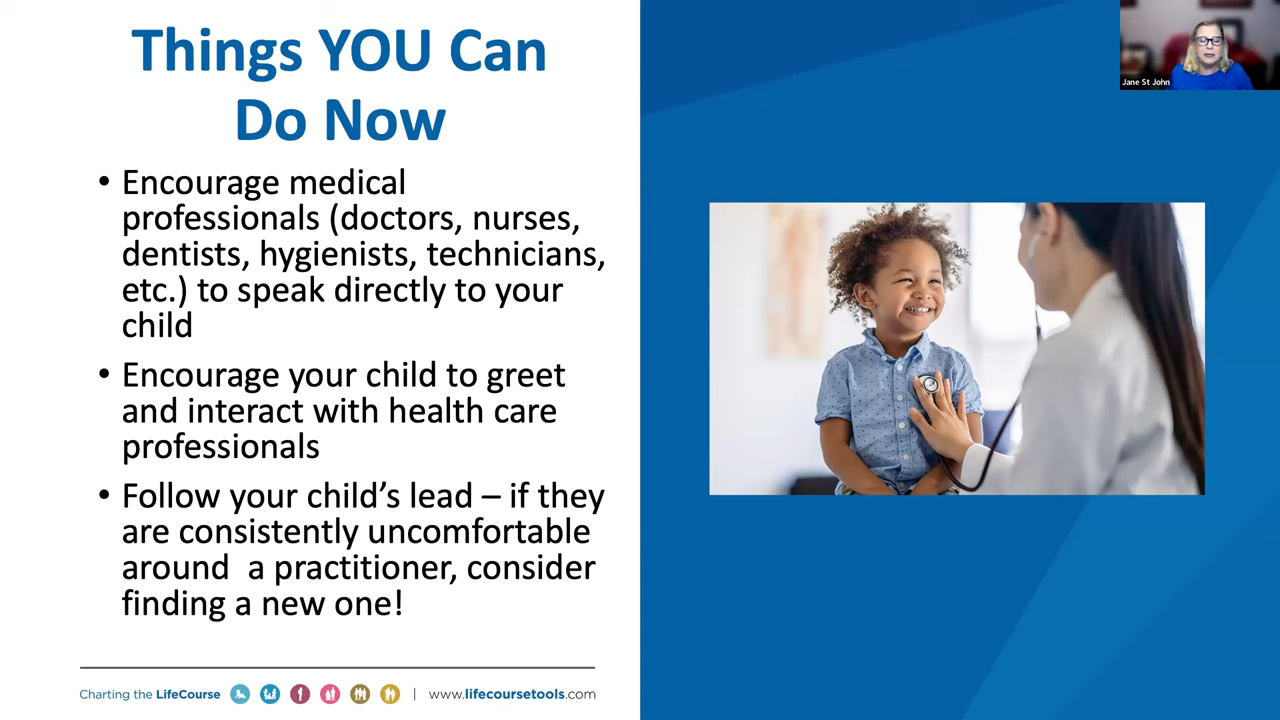 Things YOU Can
Do Now
• Encourage medical
professionals (doctors, nurses,
dentists, hygienists, technicians,
etc.) to speak directly to your
child
• Encourage your child to greet
and interact with health care
professionals
• Follow your child’s lead – if they
are consistently uncomfortable
around  a practitioner, consider
finding a new one!
Charting the LifeCourse | www.lifecoursetools.com
Jane St John